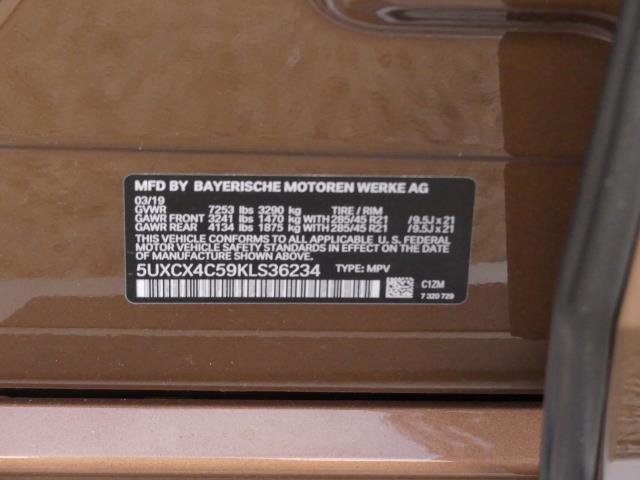 MFD BY BAYERISCHE MOTOREN WERKE AG
03/19
GVWR 7253 lbs 3290 kg TIRE / RIM
GAWR FRONT 3241 lbs 1470 kg WITH 285/45 R21 /9.5J x 21
GAWR REAR 4134 lbs 1875 kg WITH 285/45 R21 /9.5J x 21
THIS VEHICLE CONFORMS TO ALL APPLICABLE U.S. FEDERAL MOTOR
VEHICLE SAFETY STANDARDS IN EFFECT ON THE DATE
OF MANUFACTURE SHOWN ABOVE.
5UXCX4C59KLS36234 TYPE: MPV
C1ZM
7 320 729